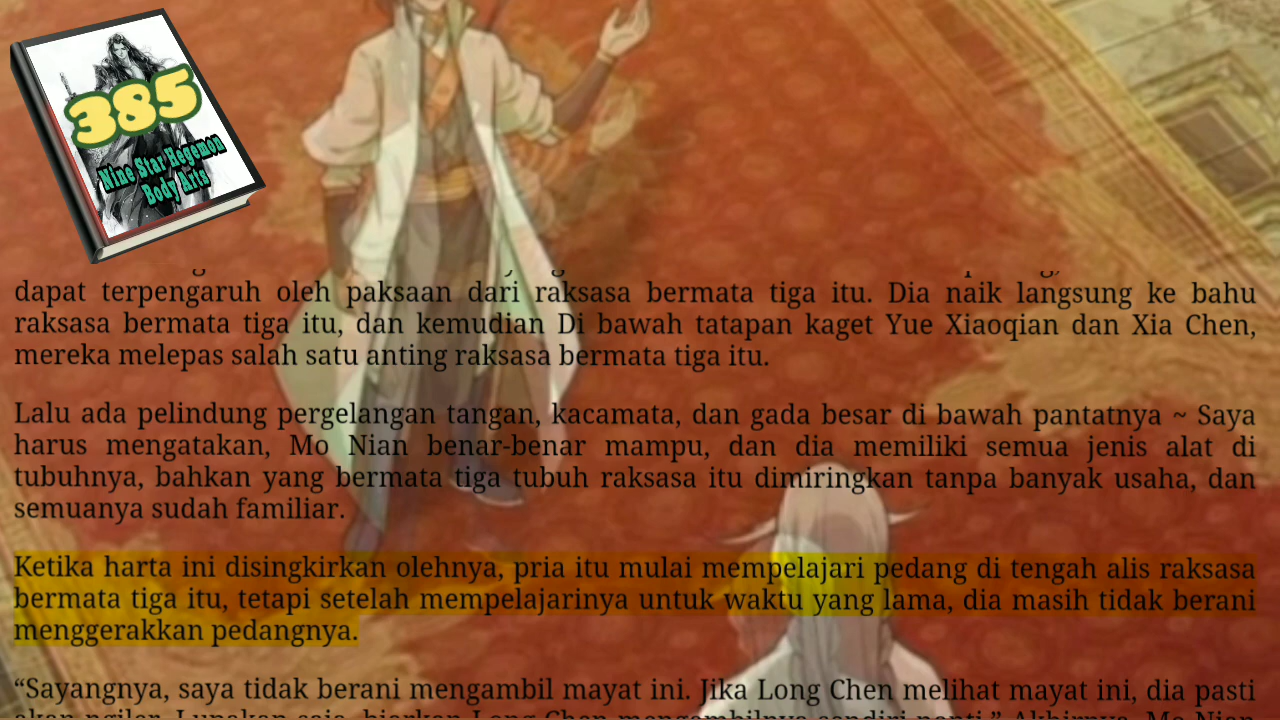 385
Nine Star Hegemon
Body Arts
dapat terpengaruh oleh paksaan dari raksasa bermata tiga itu. Dia naik langsung ke bahu
raksasa bermata tiga itu, dan kemudian Di bawah tatapan kaget Yue Xiaoqian dan Xia Chen,
mereka melepas salah satu anting raksasa bermata tiga itu.
Lalu ada pelindung pergelangan tangan, kacamata, dan gada besar di bawah pantatnya ~ Saya
harus mengatakan, Mo Nian benar-benar mampu, dan dia memiliki semua jenis alat di
tubuhnya, bahkan yang bermata tiga tubuh raksasa itu dimiringkan tanpa banyak usaha, dan
semuanya sudah familiar.
Ketika harta ini disingkirkan olehnya, pria itu mulai mempelajari pedang di tengah alis raksasa
bermata tiga itu, tetapi setelah mempelajarinya untuk waktu yang lama, dia masih tidak berani
menggerakkan pedangnya.
“Sayangnya, saya tidak berani mengambil mayat ini. Jika Long Chen melihat mayat ini, dia pasti